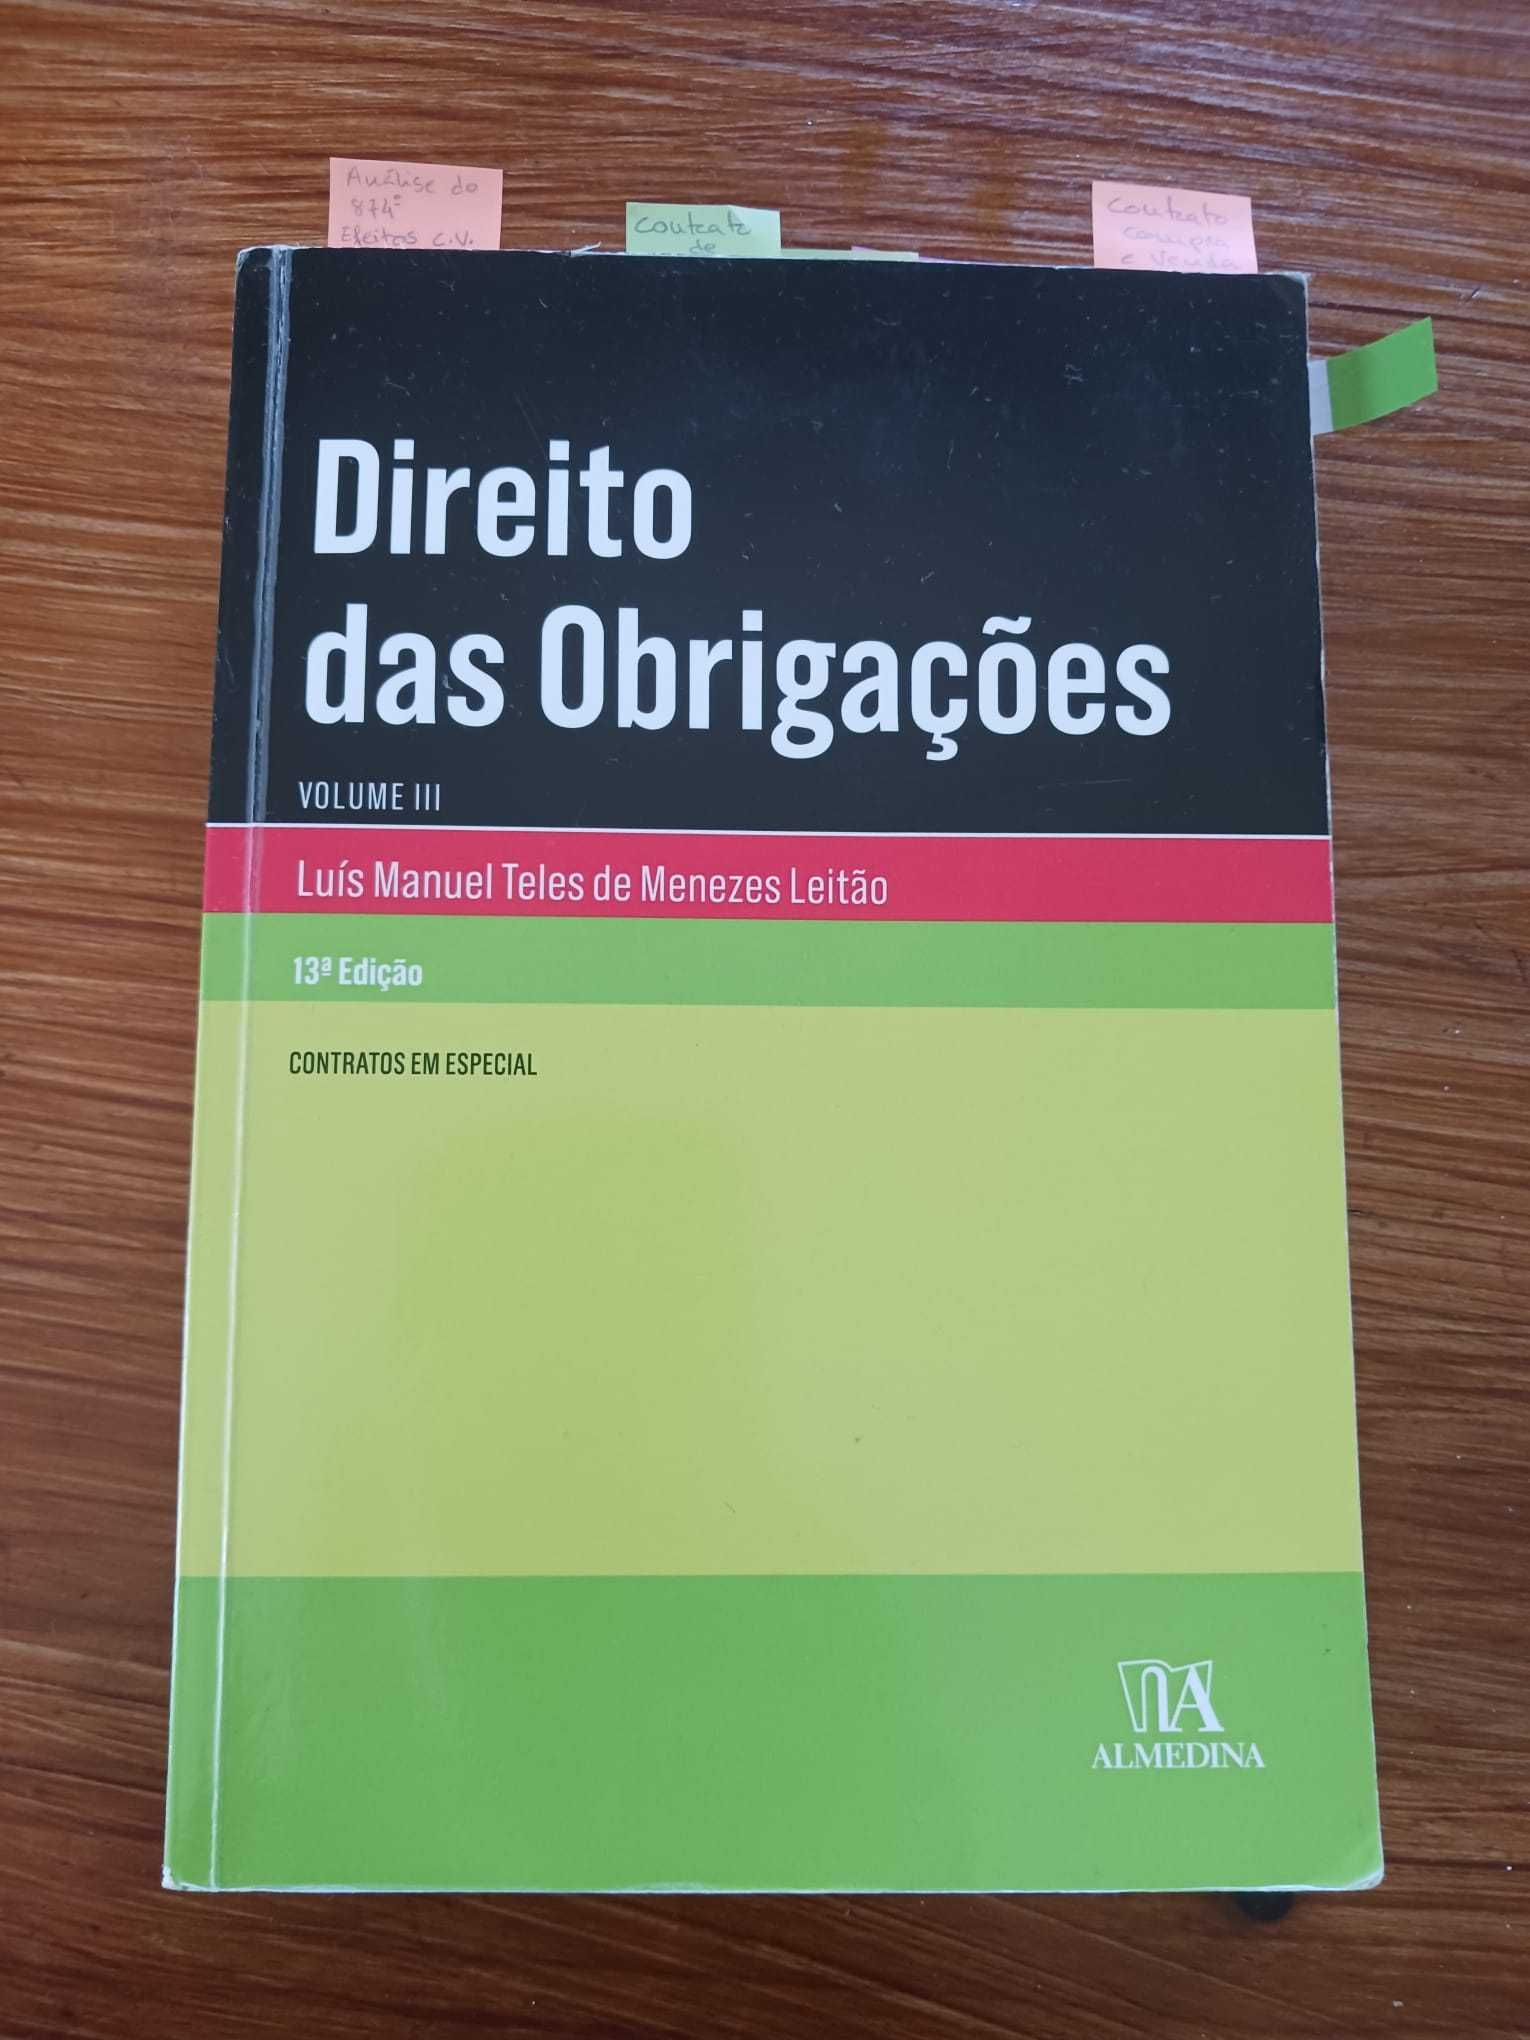 Análise do
874º
Efeitos C.V.
Contrato
de
Contrato
compra
e Venda
Direito
das Obrigações
VOLUME III
Luís Manuel Teles de Menezes Leitão
13ª Edição
CONTRATOS EM ESPECIAL
ALMEDINA